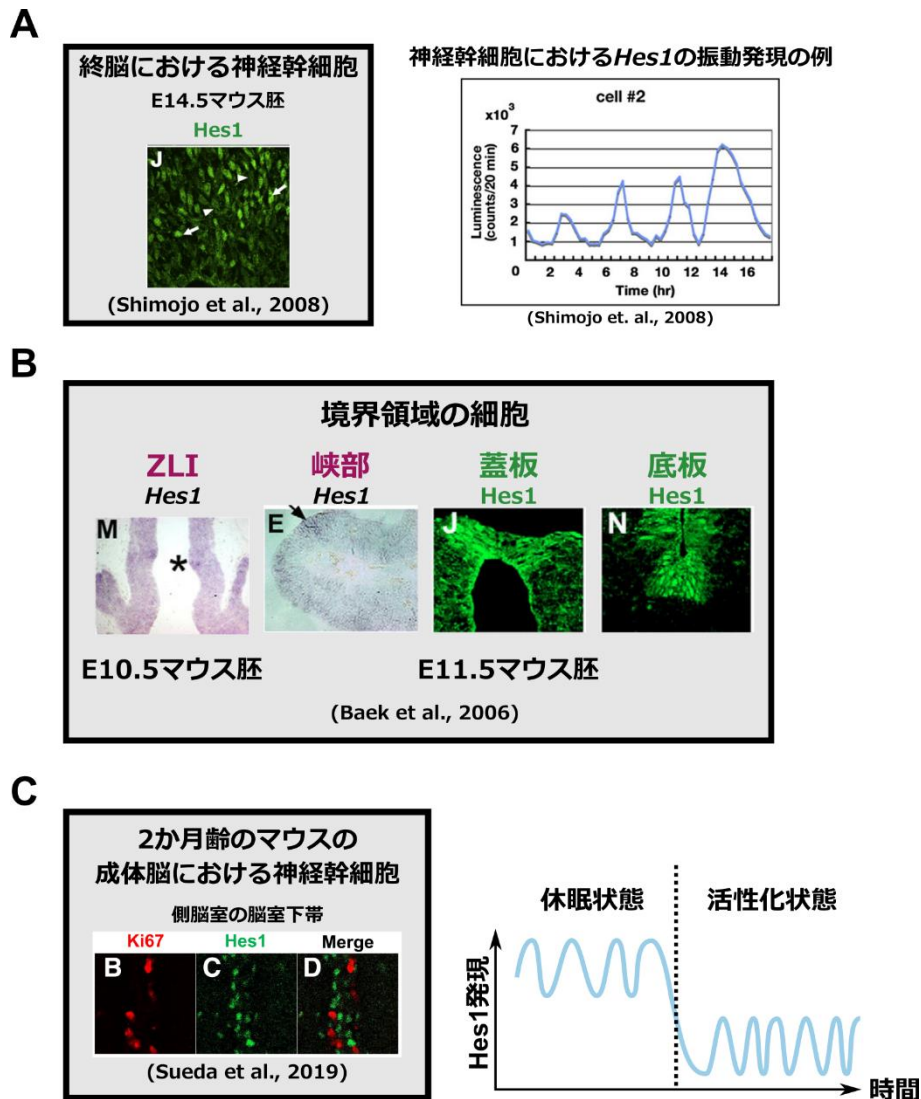 A
終脳における神経幹細胞
E14.5マウス胚
Hes1
J
(Shimojo et al., 2008)
神経幹細胞におけるHes1の振動発現の例
cell #2
x10³
Luminescence
(counts/20 min)
7
6
5
4
3
2
1
0 2 4 6 8 10 12 14 16
Time (hr)
(Shimojo et. al., 2008)
B
境界領域の細胞
ZLI 峡部 蓋板 底板
Hes1 Hes1 Hes1 Hes1
M * E J N
E10.5マウス胚 E11.5マウス胚
(Baek et al., 2006)
C
2か月齢のマウスの
成体脳における神経幹細胞
側脳室の脳室下帯
Ki67 Hes1 Merge
B C D
(Sueda et al., 2019)
休眠状態 活性化状態
Hes1発現
時間